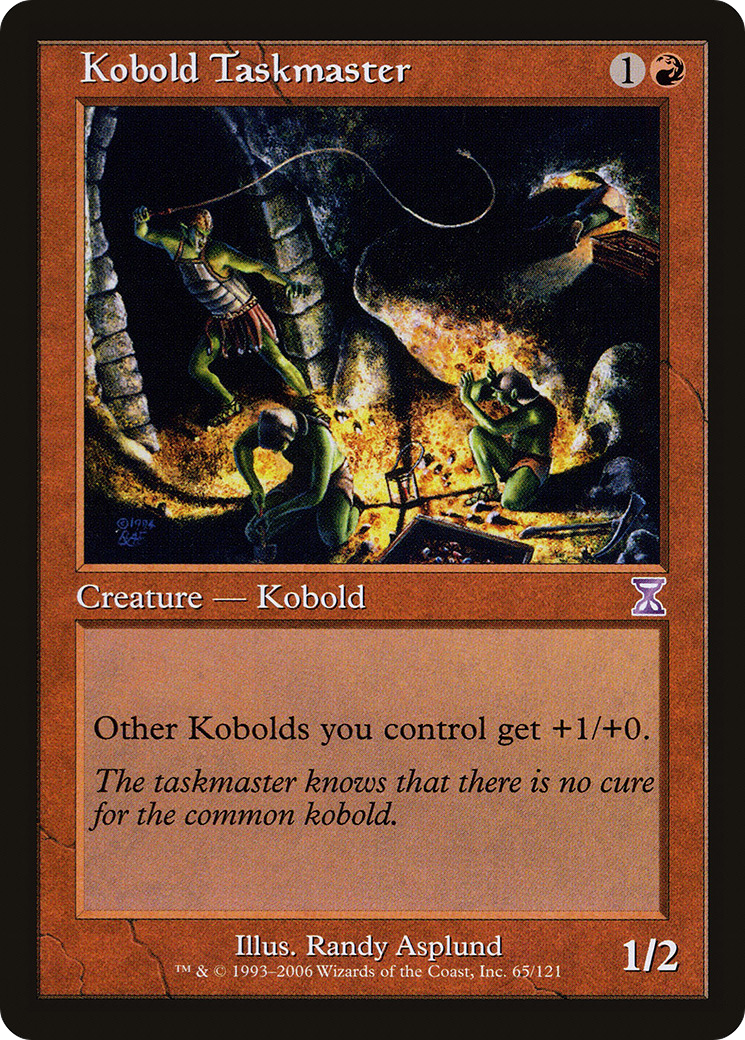 Kobold Taskmaster 1
©1994
RAF
Creature — Kobold
Other Kobolds you control get +1/+0.
The taskmaster knows that there is no cure
for the common kobold.
Illus. Randy Asplund
™ & © 1993–2006 Wizards of the Coast, Inc. 65/121
1/2